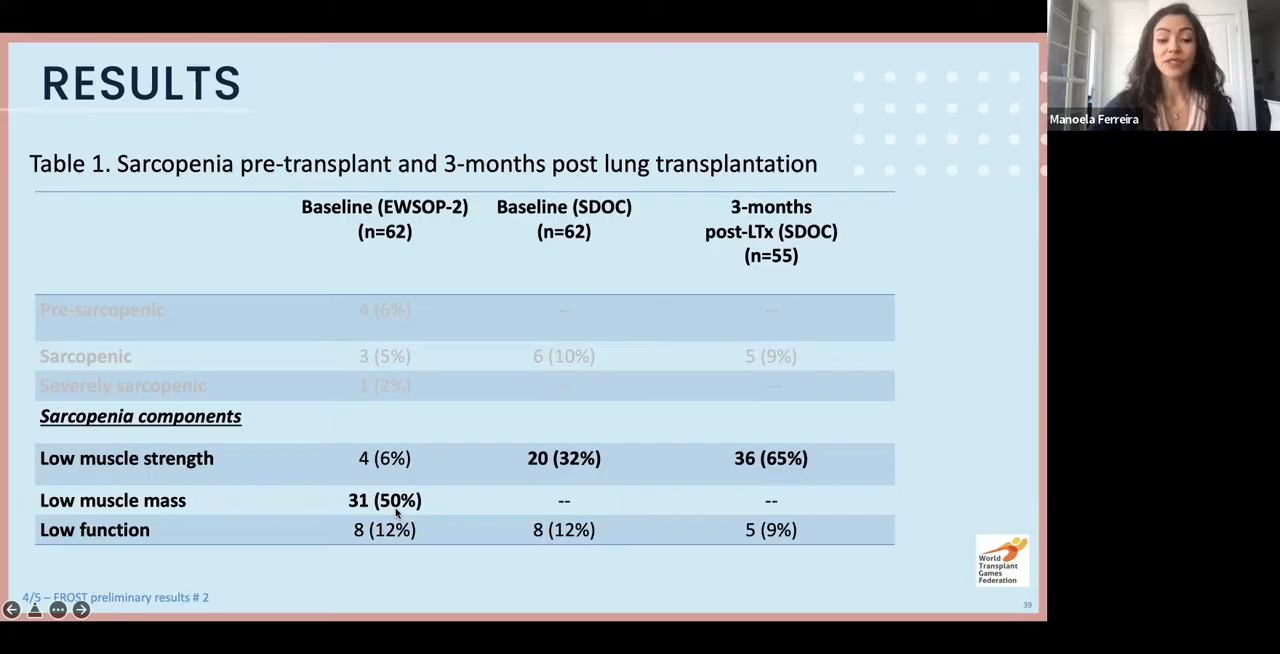 RESULTS
Manoela Ferreira
Table 1. Sarcopenia pre-transplant and 3-months post lung transplantation
Baseline (EWSOP-2) Baseline (SDOC) 3-months
(n=62) (n=62) post-LTx (SDOC)
(n=55)
Pre-sarcopenic 4 (6%) -- --
Sarcopenic 3 (5%) 6 (10%) 5 (9%)
Severely sarcopenic 1 (2%) -- --
Sarcopenia components
Low muscle strength 4 (6%) 20 (32%) 36 (65%)
Low muscle mass 31 (50%) -- --
Low function 8 (12%) 8 (12%) 5 (9%)
World
Transplant
Games
Federation
4/5 – FROST preliminary results # 2
39